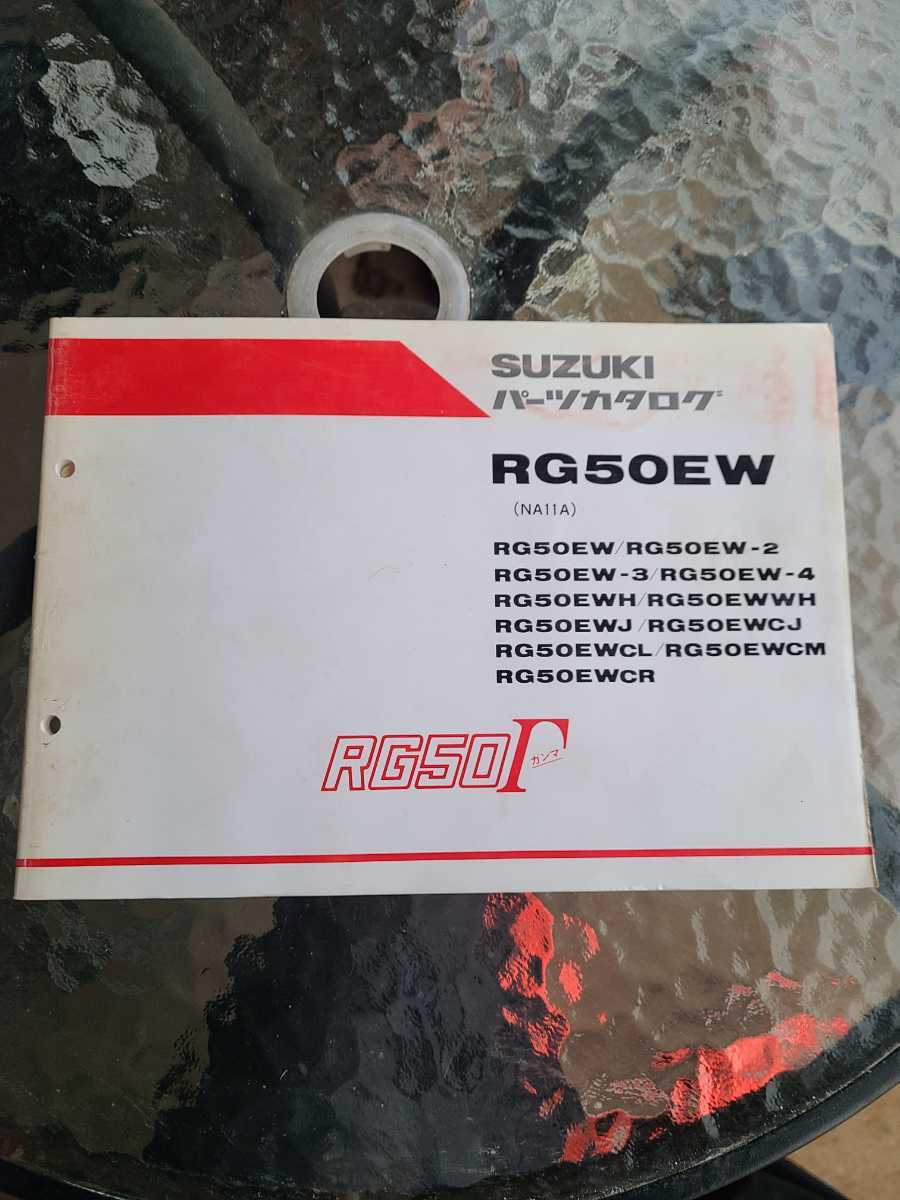 SUZUKI
パーツカタログ
RG50EW
(NA11A)
RG50EW/RG50EW-2
RG50EW-3/RG50EW-4
RG50EWH/RG50EWWH
RG50EWJ/RG50EWCJ
RG50EWCL/RG50EWCM
RG50EWCR
RG50Γ
ガンマ